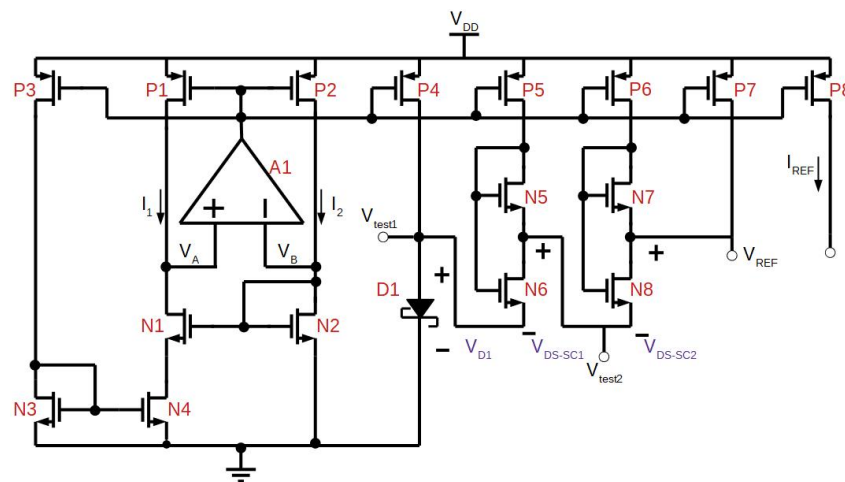 V_DD
P3 P1 P2 P4 P5 P6 P7 P8
A1
I_1 I_2 I_REF
+ −
N5 N7
V_test1
V_A V_B + + V_REF
D1 + N6 N8
N1 N2
− V_D1 − V_DS-SC1 − V_DS-SC2
V_test2
N3 N4